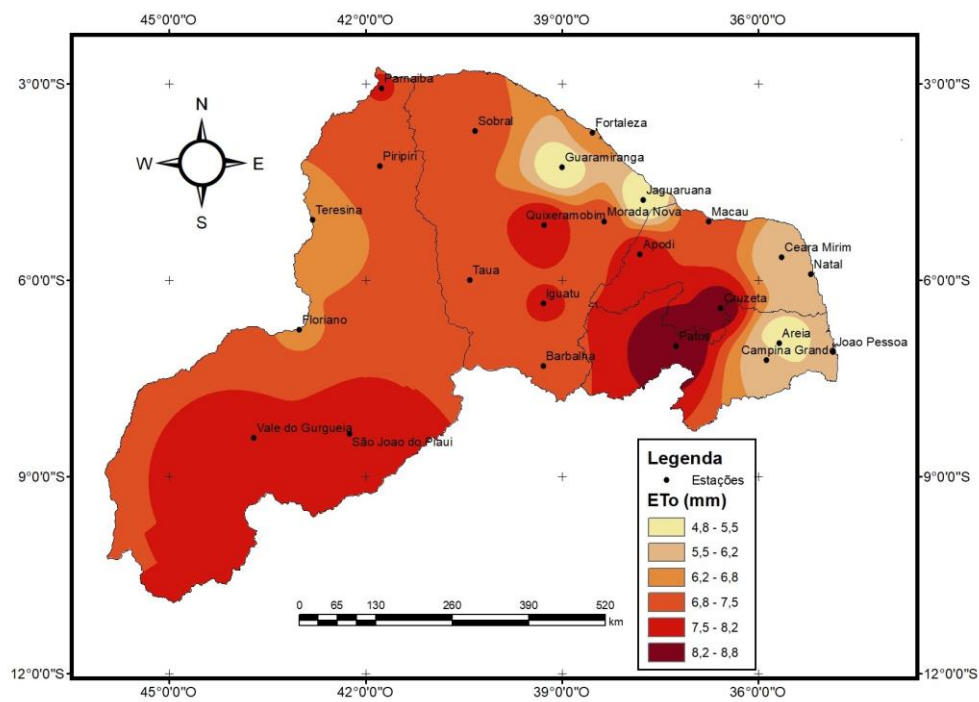 45°0'0"O 42°0'0"O 39°0'0"O 36°0'0"O
3°0'0"S 3°0'0"S
Parnaiba
Sobral
Fortaleza
N
W E
S
Piripiri
Guaramiranga
Jaguaruana
Teresina
Quixeramobim Morada Nova
Macau
Apodi
Ceara Mirim
Natal
6°0'0"S 6°0'0"S
Taua
Iguatu
Cruzeta
Floriano
Patos
Areia
Joao Pessoa
Barbalha
Campina Grande
Vale do Gurgueia
São Joao do Piaui
9°0'0"S 9°0'0"S
Legenda
Estações
ETo (mm)
4,8 - 5,5
5,5 - 6,2
6,2 - 6,8
6,8 - 7,5
7,5 - 8,2
8,2 - 8,8
0 65 130 260 390 520
km
12°0'0"S 12°0'0"S
45°0'0"O 42°0'0"O 39°0'0"O 36°0'0"O